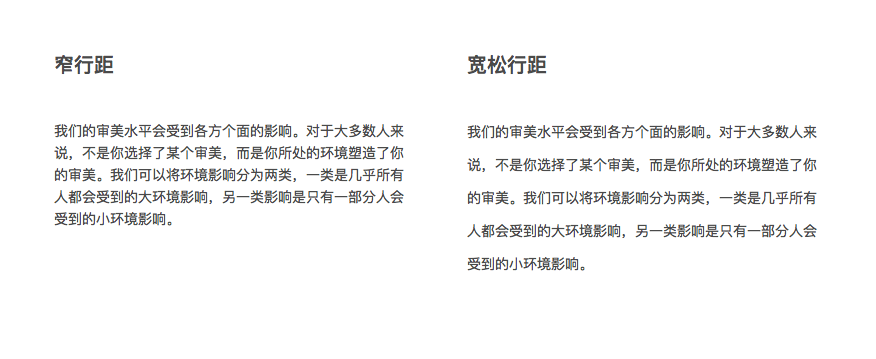 窄行距
我们的审美水平会受到各方个面的影响。对于大多数人来
说，不是你选择了某个审美，而是你所处的环境塑造了你
的审美。我们可以将环境影响分为两类，一类是几乎所有
人都会受到的大环境影响，另一类影响是只有一部分人会
受到的小环境影响。
宽松行距
我们的审美水平会受到各方个面的影响。对于大多数人来
说，不是你选择了某个审美，而是你所处的环境塑造了你
的审美。我们可以将环境影响分为两类，一类是几乎所有
人都会受到的大环境影响，另一类影响是只有一部分人会
受到的小环境影响。